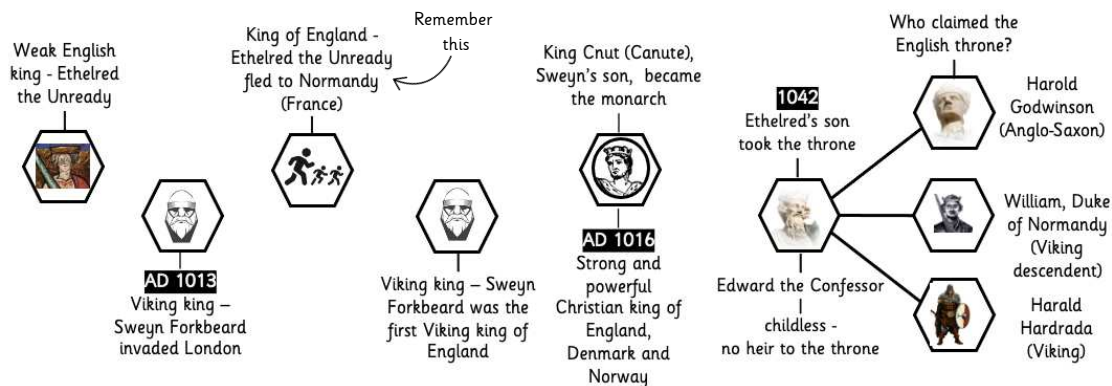 Weak English
king - Ethelred
the Unready
AD 1013
Viking king –
Sweyn Forkbeard
invaded London
King of England -
Ethelred the Unready
fled to Normandy
(France)
Remember
this
Viking king – Sweyn
Forkbeard was the
first Viking king of
England
King Cnut (Canute),
Sweyn's son, became
the monarch
AD 1016
Strong and
powerful
Christian king of
England,
Denmark and
Norway
1042
Ethelred's son
took the throne
Edward the Confessor
childless -
no heir to the throne
Who claimed the
English throne?
Harold
Godwinson
(Anglo-Saxon)
William, Duke
of Normandy
(Viking
descendent)
Harald
Hardrada
(Viking)